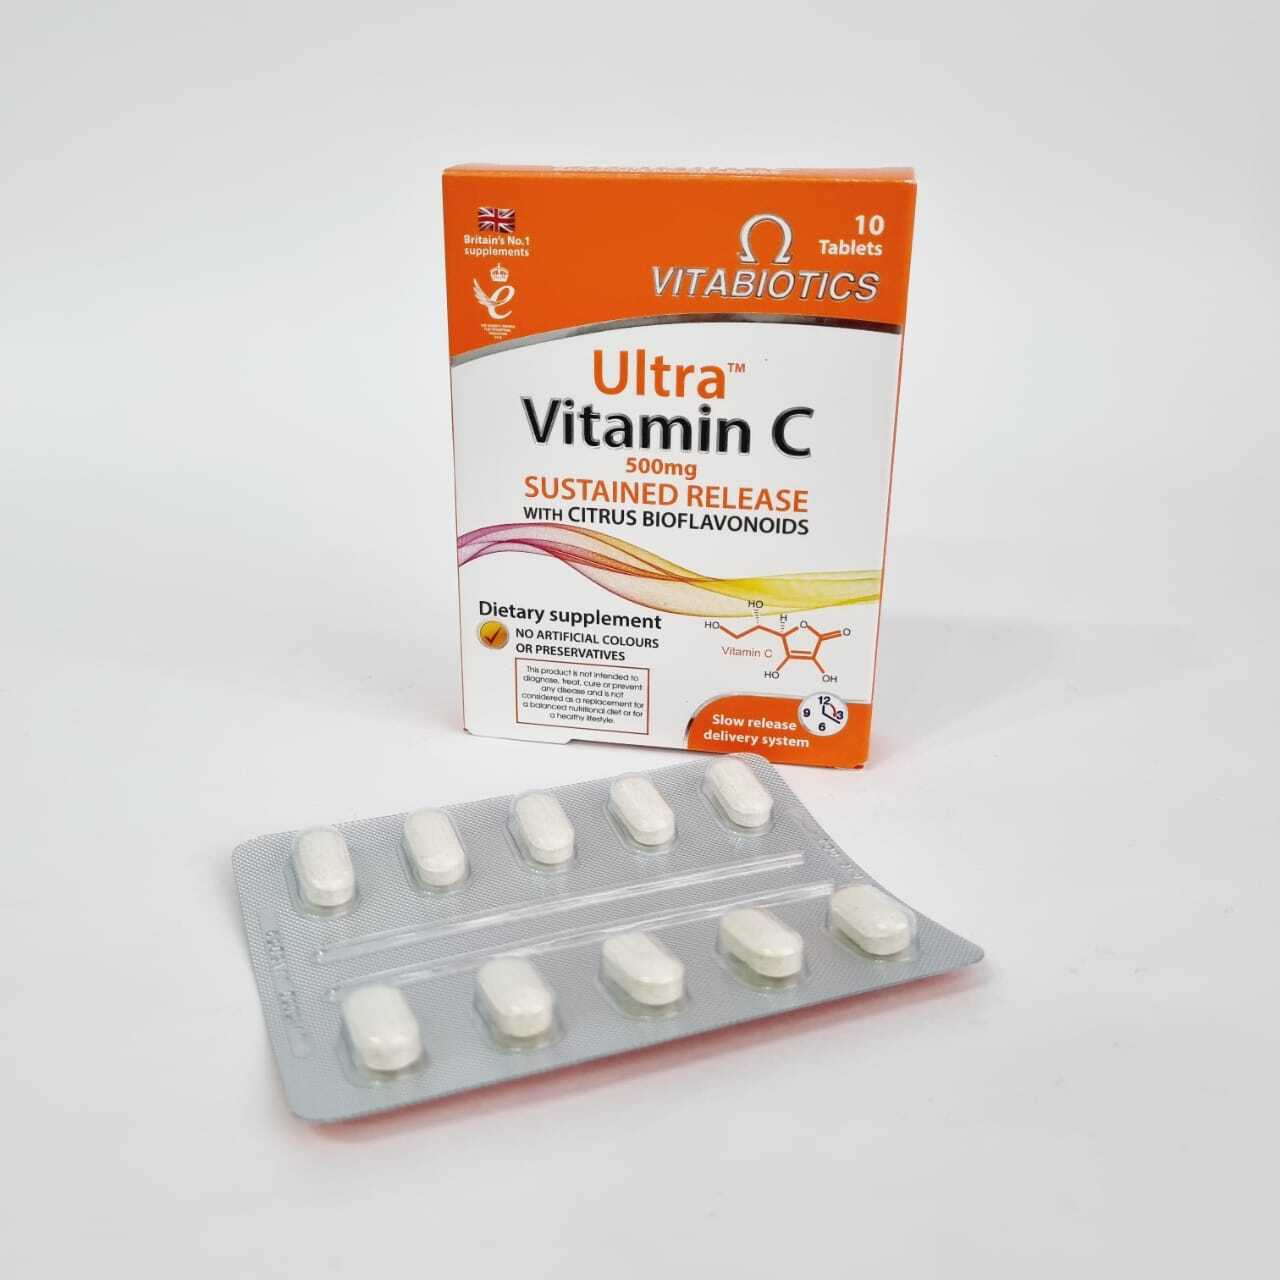 10
Tablets
Britain's No.1
supplements
Ω
VITABIOTICS
Ultra™
Vitamin C
500mg
SUSTAINED RELEASE
WITH CITRUS BIOFLAVONOIDS
Dietary supplement
NO ARTIFICIAL COLOURS
OR PRESERVATIVES
This product is not intended to
diagnose, treat, cure or prevent
any disease and is not
considered as a replacement for
a balanced nutritional diet or for
a healthy lifestyle.
HO
H
HO
O
O
Vitamin C
HO
OH
Slow release
delivery system
12
9
3
6